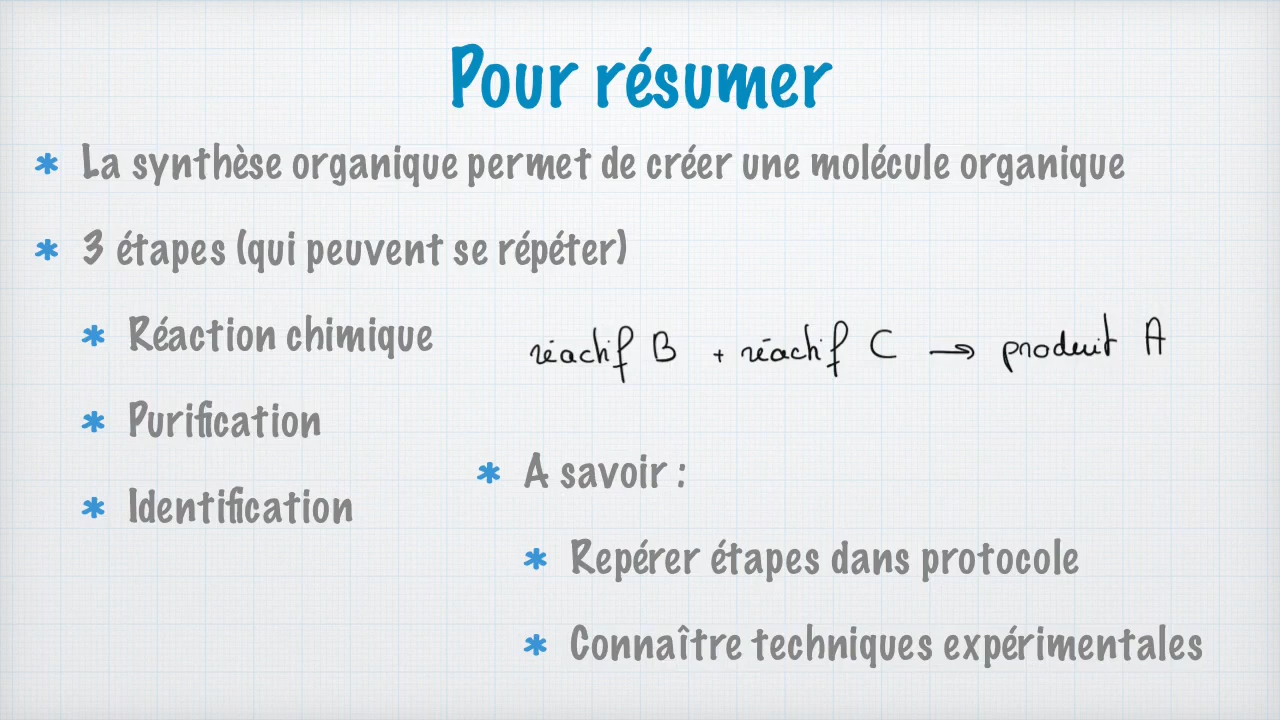 Pour résumer
* La synthèse organique permet de créer une molécule organique
* 3 étapes (qui peuvent se répéter)
* Réaction chimique
réactif B + réactif C → produit A
* Purification
* Identification
* A savoir :
* Repérer étapes dans protocole
* Connaître techniques expérimentales